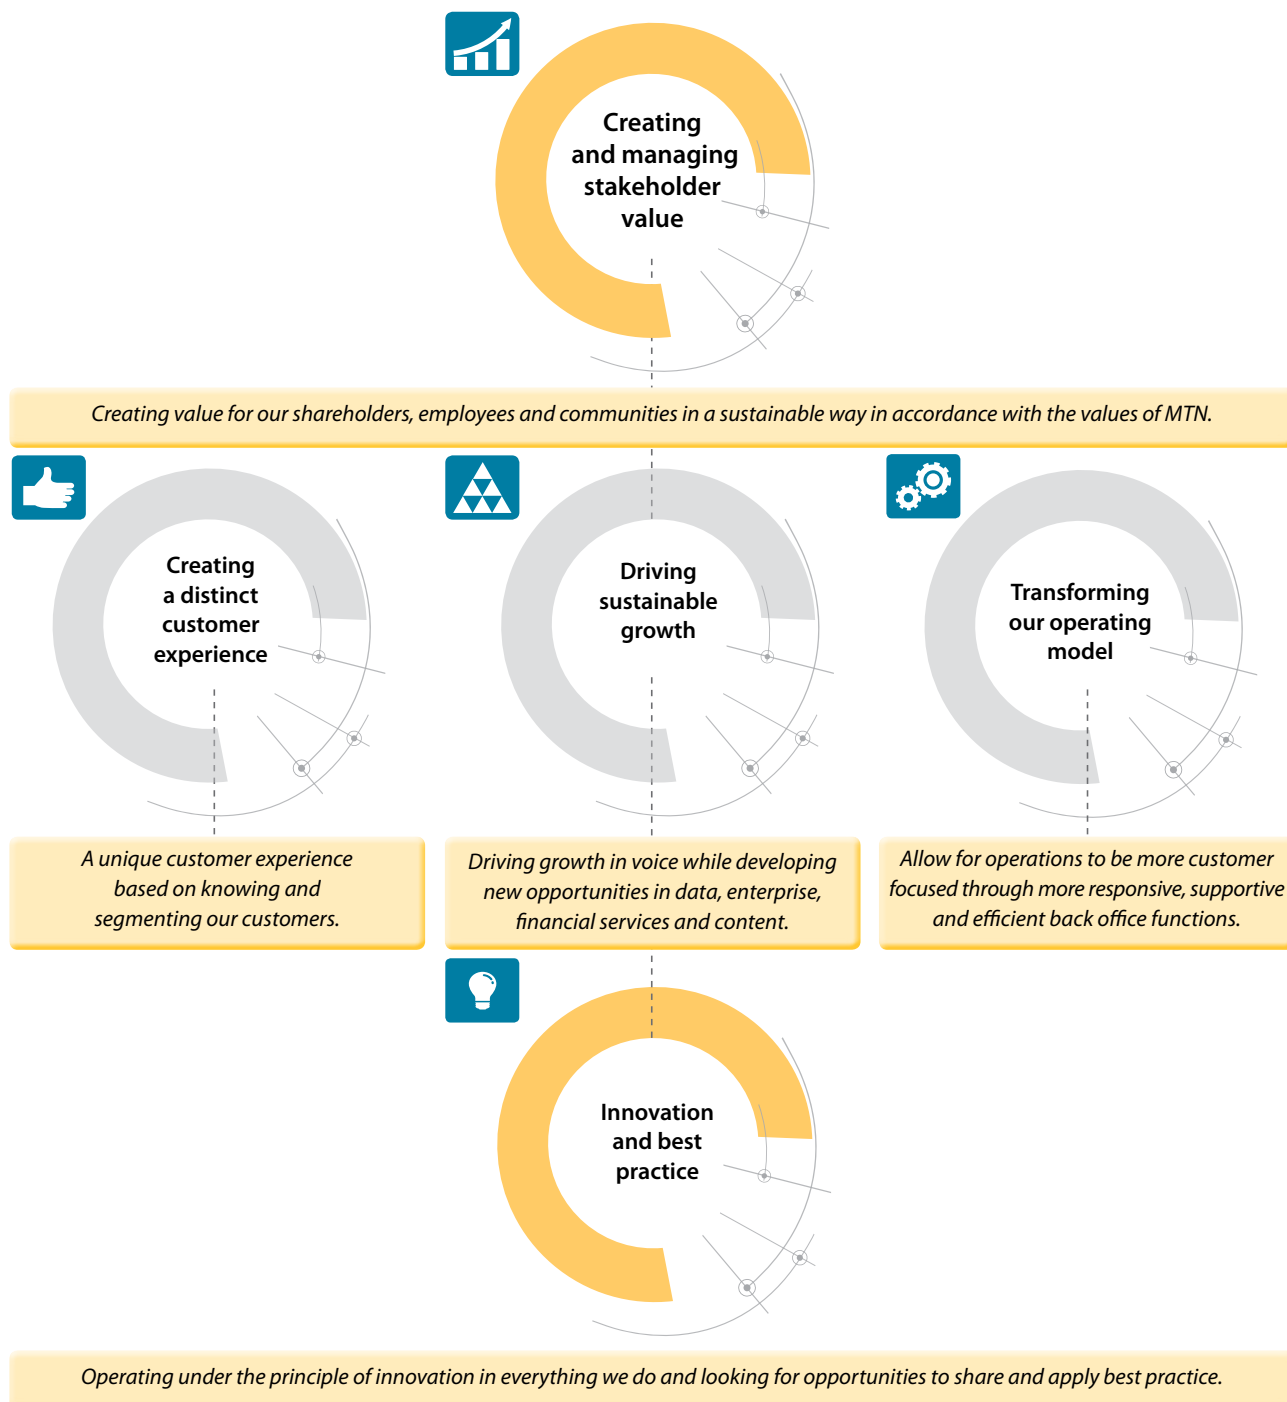 Creating
and managing
stakeholder
value
Creating value for our shareholders, employees and communities in a sustainable way in accordance with the values of MTN.
Creating
a distinct
customer
experience
A unique customer experience
based on knowing and
segmenting our customers.
Driving
sustainable
growth
Driving growth in voice while developing
new opportunities in data, enterprise,
financial services and content.
Transforming
our operating
model
Allow for operations to be more customer
focused through more responsive, supportive
and efficient back office functions.
Innovation
and best
practice
Operating under the principle of innovation in everything we do and looking for opportunities to share and apply best practice.